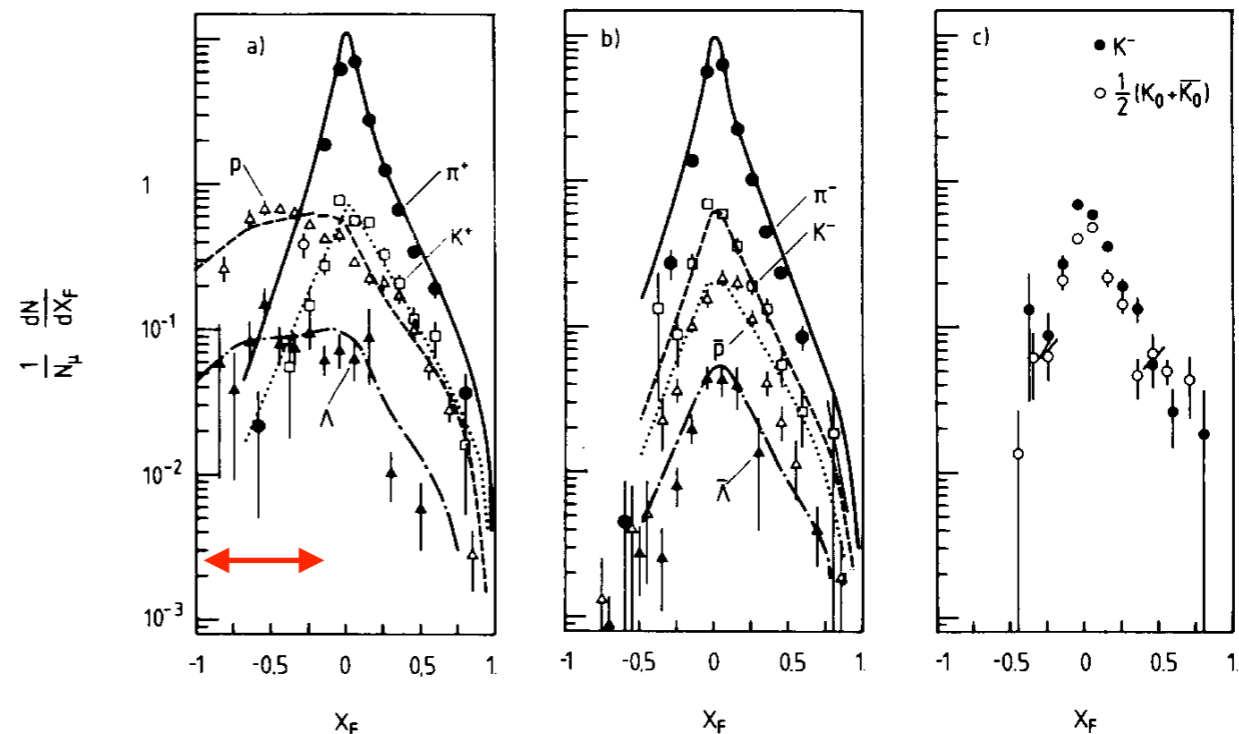 a)
p
π⁺
K⁺
Λ
1
10⁻¹
10⁻²
10⁻³
1/N_μ dN/dX_F
-1 -0.5 0 0,5 1.
X_F
b)
π⁻
K⁻
p̅
Λ̅
-1 -0.5 0 0.5 1.
X_F
c)
● K⁻
○ 1/2 (K₀ + K̅₀)
-1 -0.5 0 0.5 1.
X_F